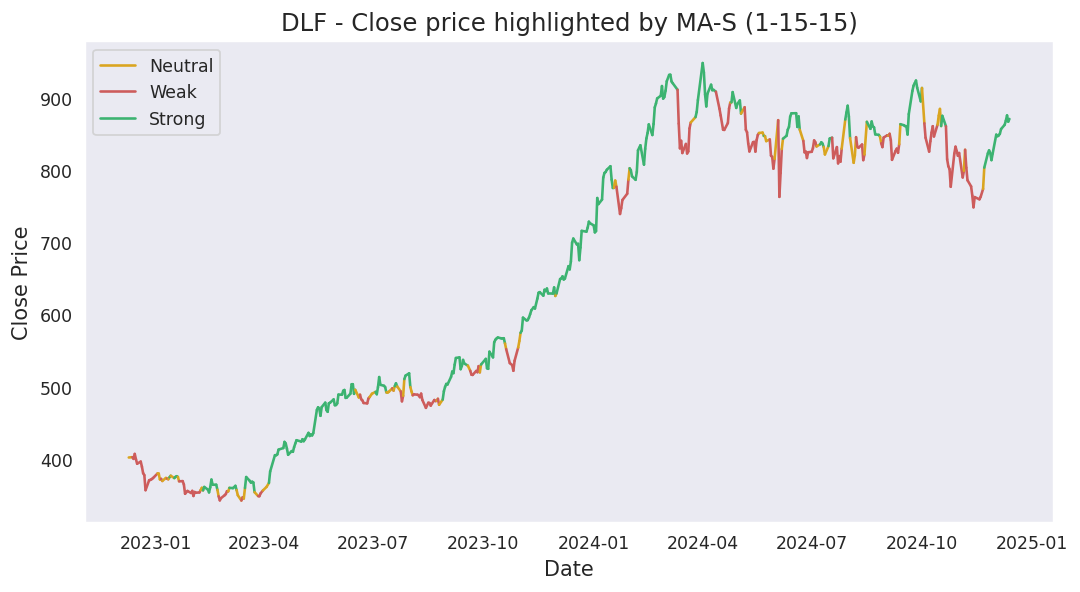 DLF - Close price highlighted by MA-S (1-15-15)
Neutral
Weak
Strong
Close Price
900
800
700
600
500
400
2023-01 2023-04 2023-07 2023-10 2024-01 2024-04 2024-07 2024-10 2025-01
Date